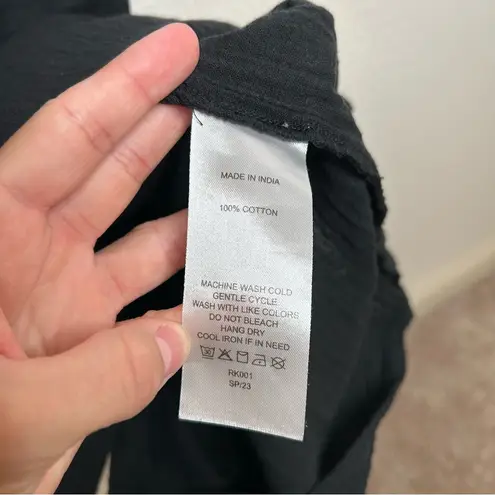 MADE IN INDIA
100% COTTON
MACHINE WASH COLD
GENTLE CYCLE
WASH WITH LIKE COLORS
DO NOT BLEACH
HANG DRY
COOL IRON IF IN NEED
RK001
SP/23